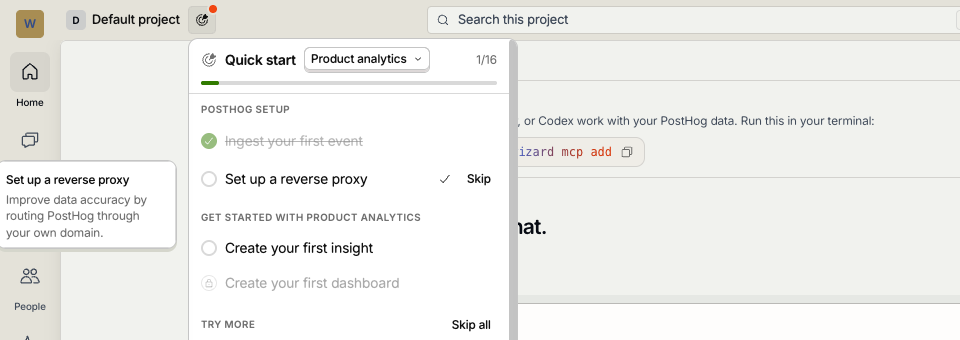 W
D Default project
Search this project
Home
Quick start Product analytics 1/16
POSTHOG SETUP
Ingest your first event
Set up a reverse proxy Skip
Set up a reverse proxy
Improve data accuracy by
routing PostHog through
your own domain.
GET STARTED WITH PRODUCT ANALYTICS
Create your first insight
Create your first dashboard
TRY MORE Skip all
People
, or Codex work with your PostHog data. Run this in your terminal:
izard mcp add
hat.